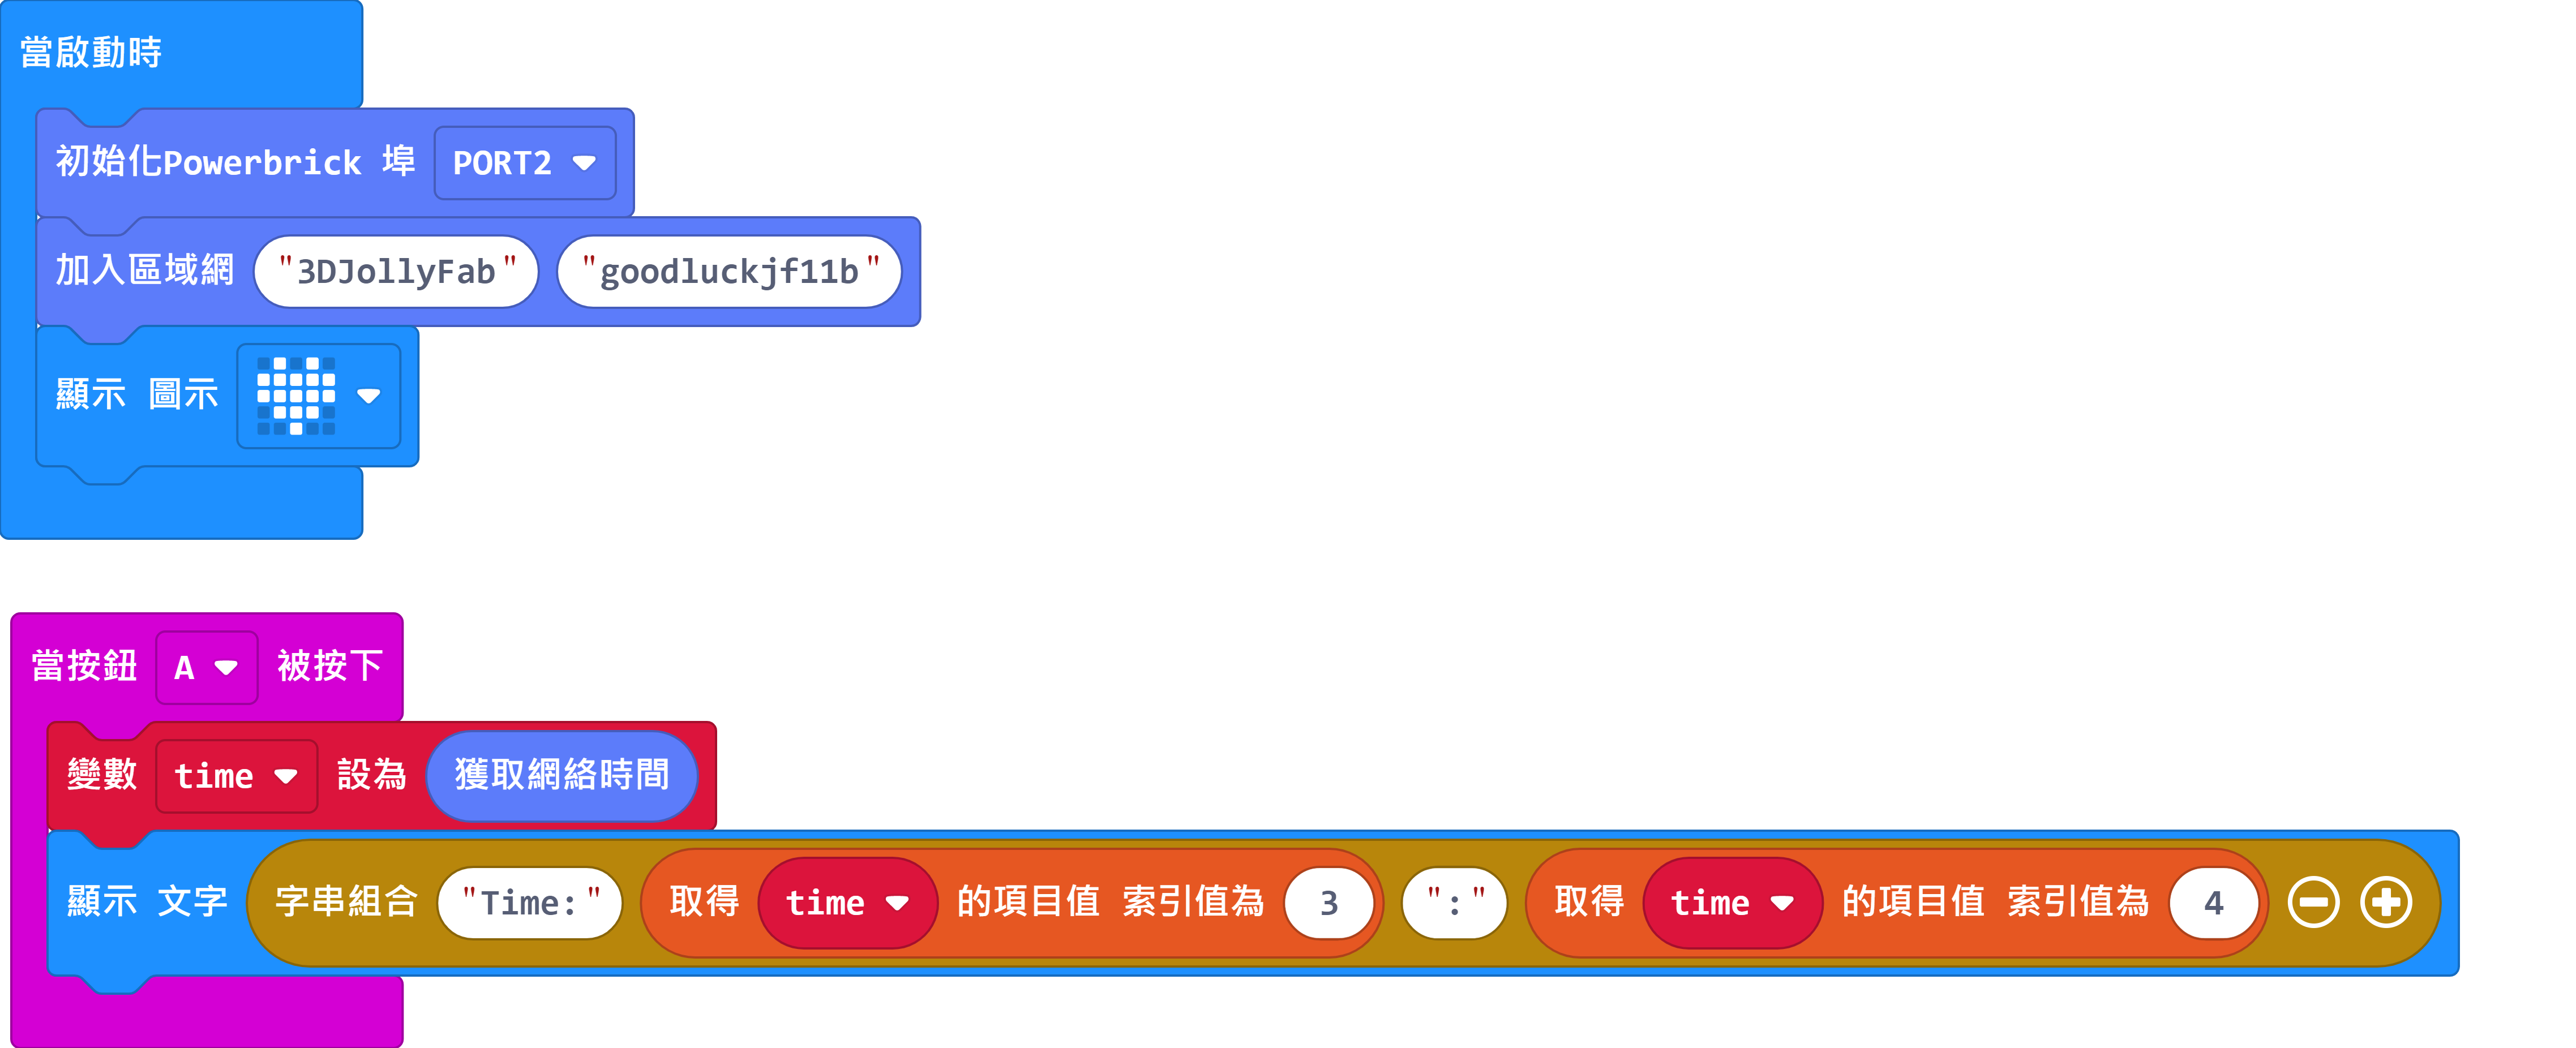 當啟動時
初始化Powerbrick 埠 PORT2
加入區域網 "3DJollyFab" "goodluckjf11b"
顯示 圖示
當按鈕 A 被按下
變數 time 設為 獲取網絡時間
顯示 文字 字串組合 "Time:" 取得 time 的項目值 索引值為 3 ":" 取得 time 的項目值 索引值為 4